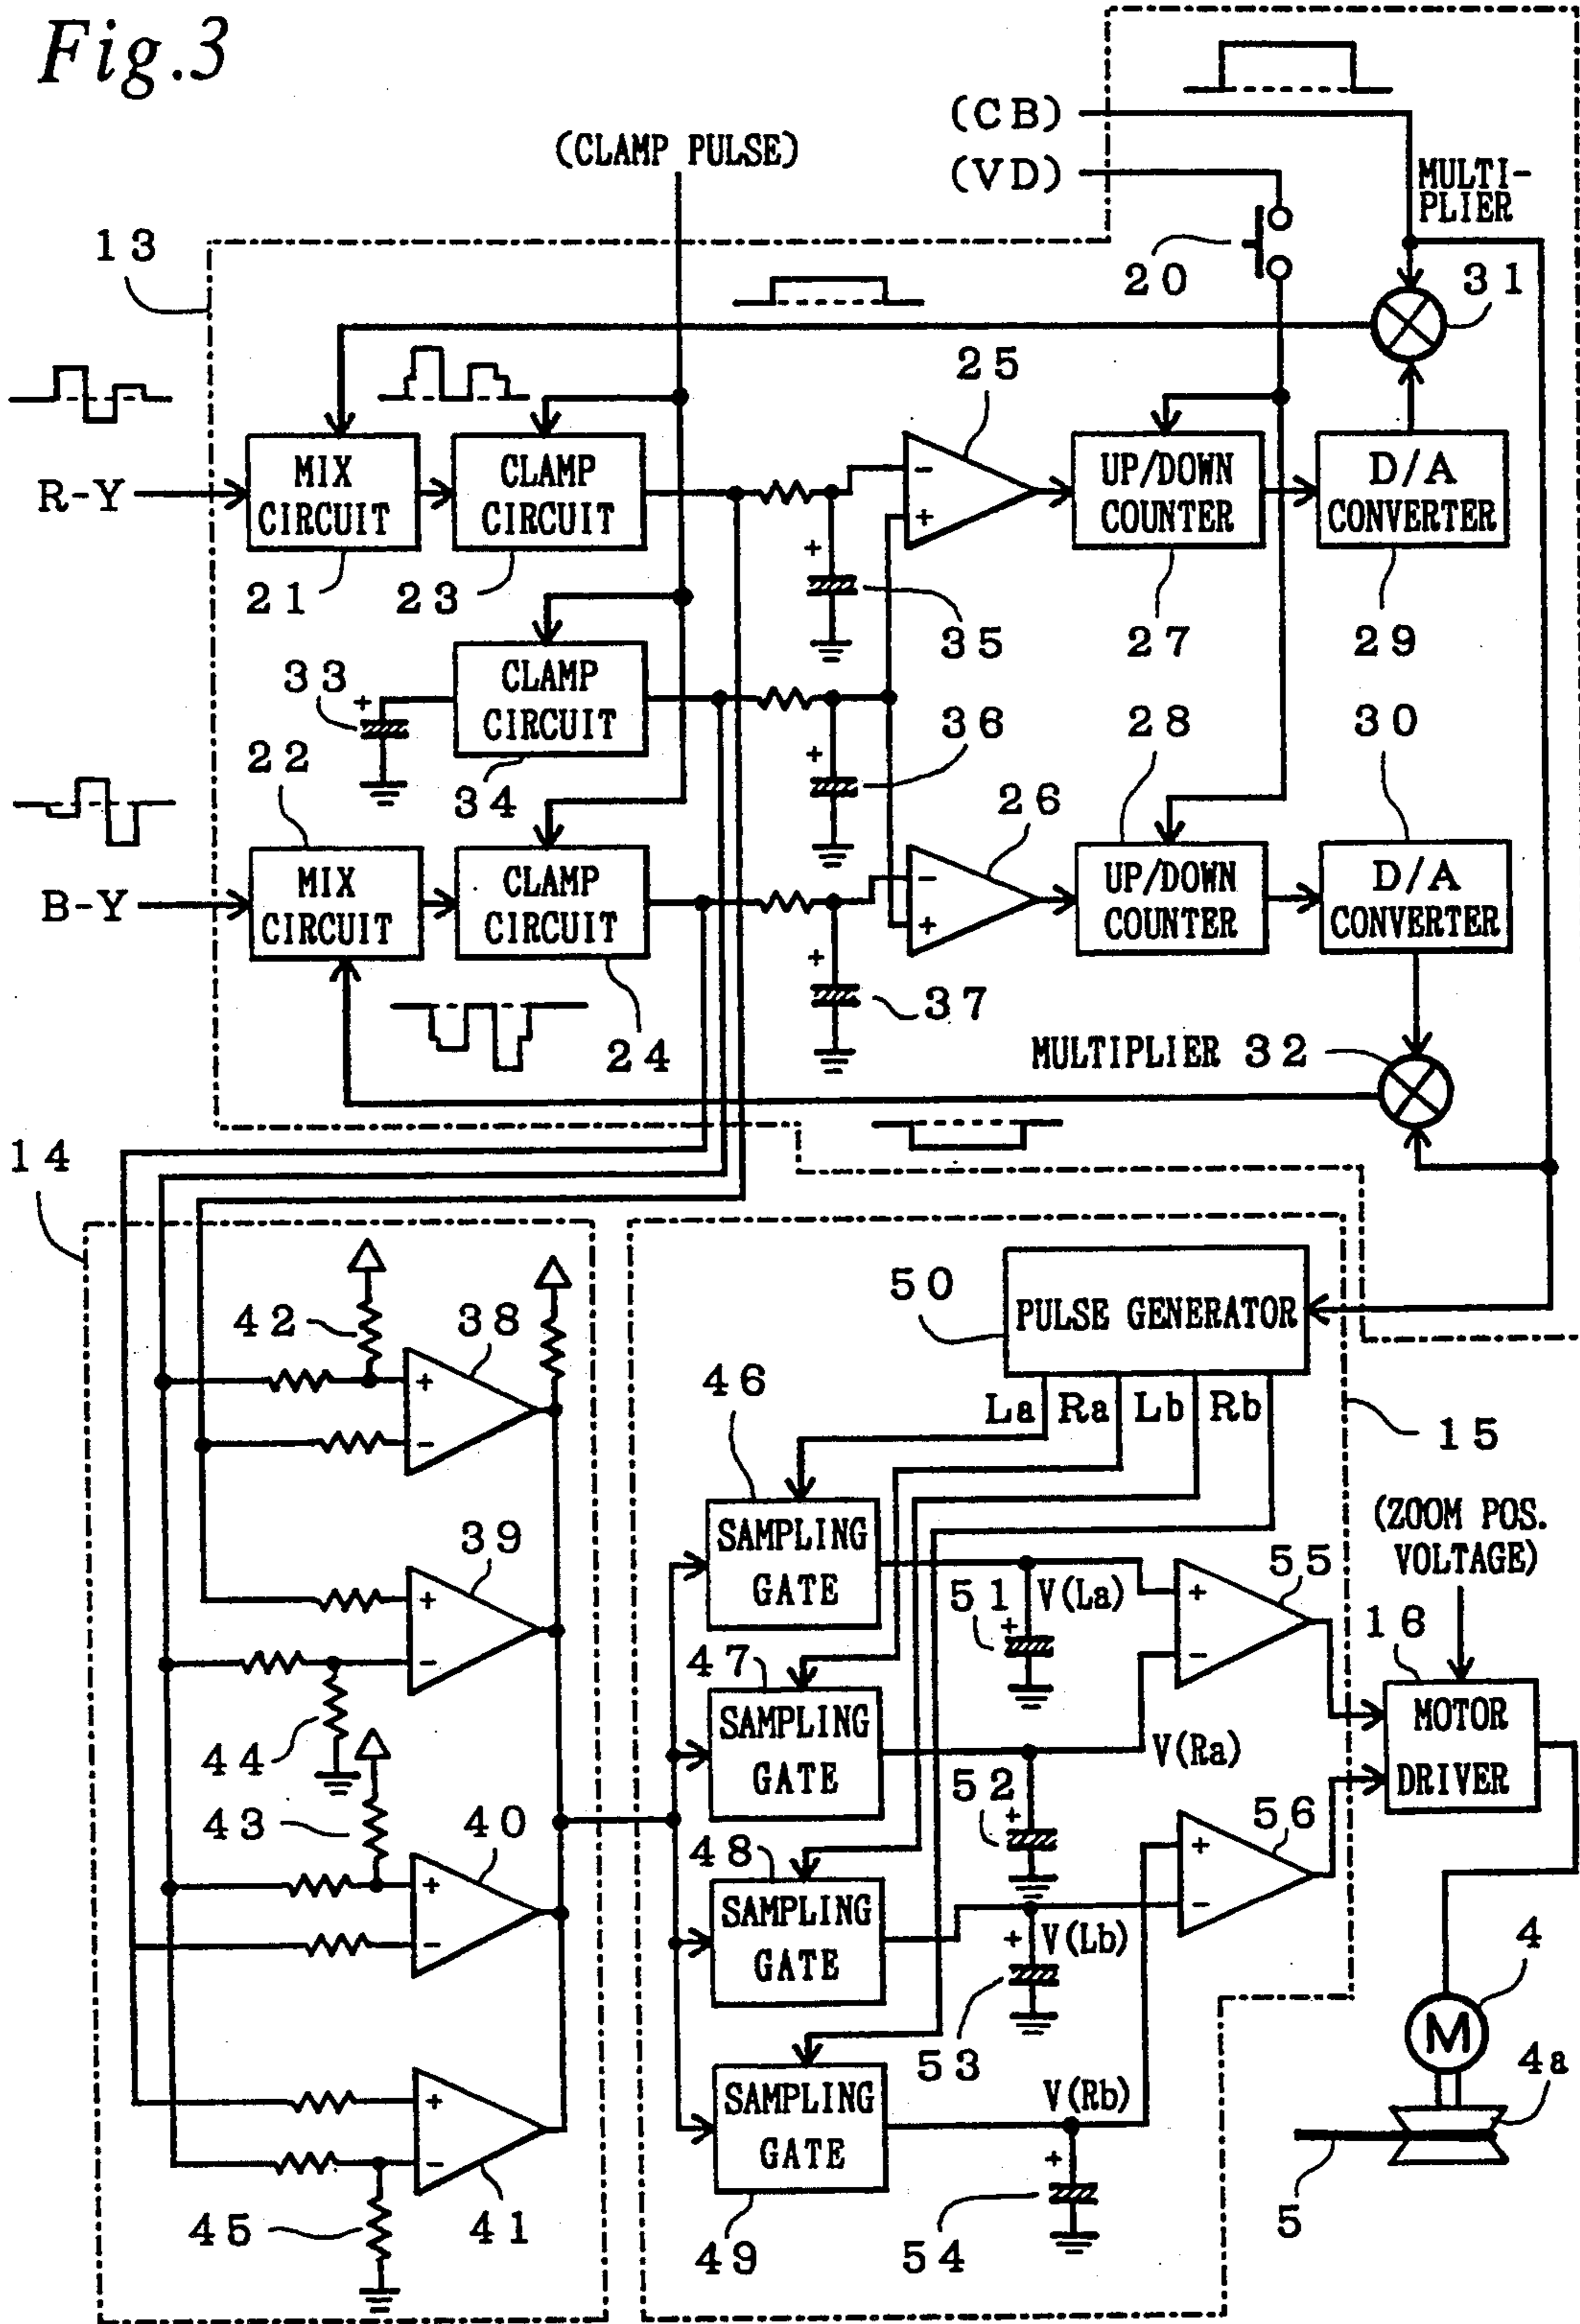 Fig.3
(CB)
(CLAMP PULSE)
(VD)
MULTI-
PLIER
13
20
31
25
R-Y
MIX
CIRCUIT
CLAMP
CIRCUIT
-
+
UP/DOWN
COUNTER
D/A
CONVERTER
21
23
+
35
27
29
33
+
CLAMP
CIRCUIT
34
36
+
28
30
22
26
B-Y
MIX
CIRCUIT
CLAMP
CIRCUIT
-
+
UP/DOWN
COUNTER
D/A
CONVERTER
+
37
24
MULTIPLIER 32
14
50
PULSE GENERATOR
42
38
+
-
46
La
Ra
Lb
Rb
15
39
SAMPLING
GATE
(ZOOM POS.
VOLTAGE)
55
+
-
51
+
V(La)
+
-
16
47
44
SAMPLING
GATE
V(Ra)
MOTOR
DRIVER
43
40
52
+
56
48
+
-
SAMPLING
GATE
+
V(Lb)
+
-
53
4
M
4a
SAMPLING
GATE
V(Rb)
+
-
+
5
45
41
49
54